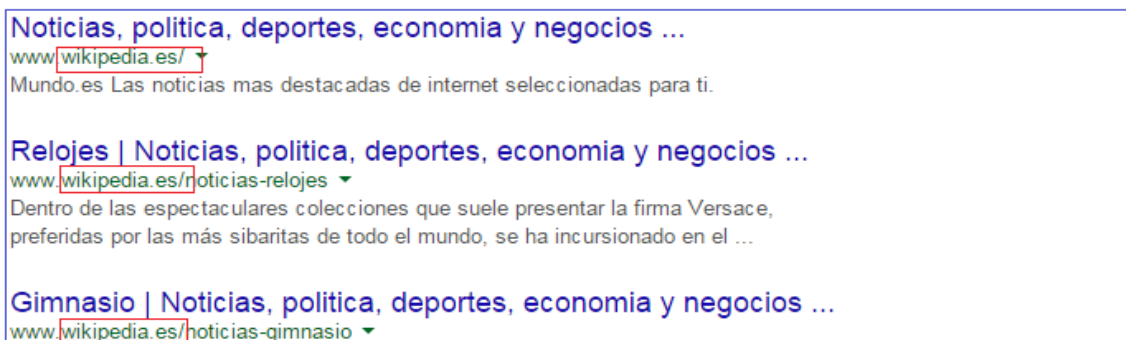 Noticias, politica, deportes, economia y negocios ...
www.wikipedia.es/
Mundo.es Las noticias mas destacadas de internet seleccionadas para ti.
Relojes | Noticias, politica, deportes, economia y negocios ...
www.wikipedia.es/noticias-relojes
Dentro de las espectaculares colecciones que suele presentar la firma Versace,
preferidas por las más sibaritas de todo el mundo, se ha incursionado en el ...
Gimnasio | Noticias, politica, deportes, economia y negocios ...
www.wikipedia.es/noticias-gimnasio